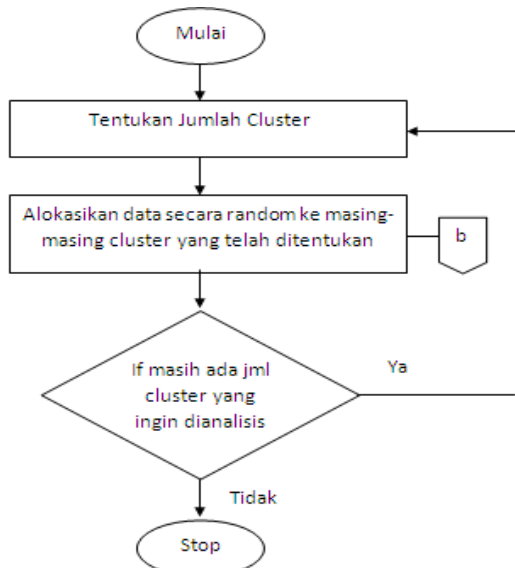 Mulai
Tentukan Jumlah Cluster
Alokasikan data secara random ke masing-
masing cluster yang telah ditentukan
b
If masih ada jml
cluster yang
ingin dianalisis
Ya
Tidak
Stop